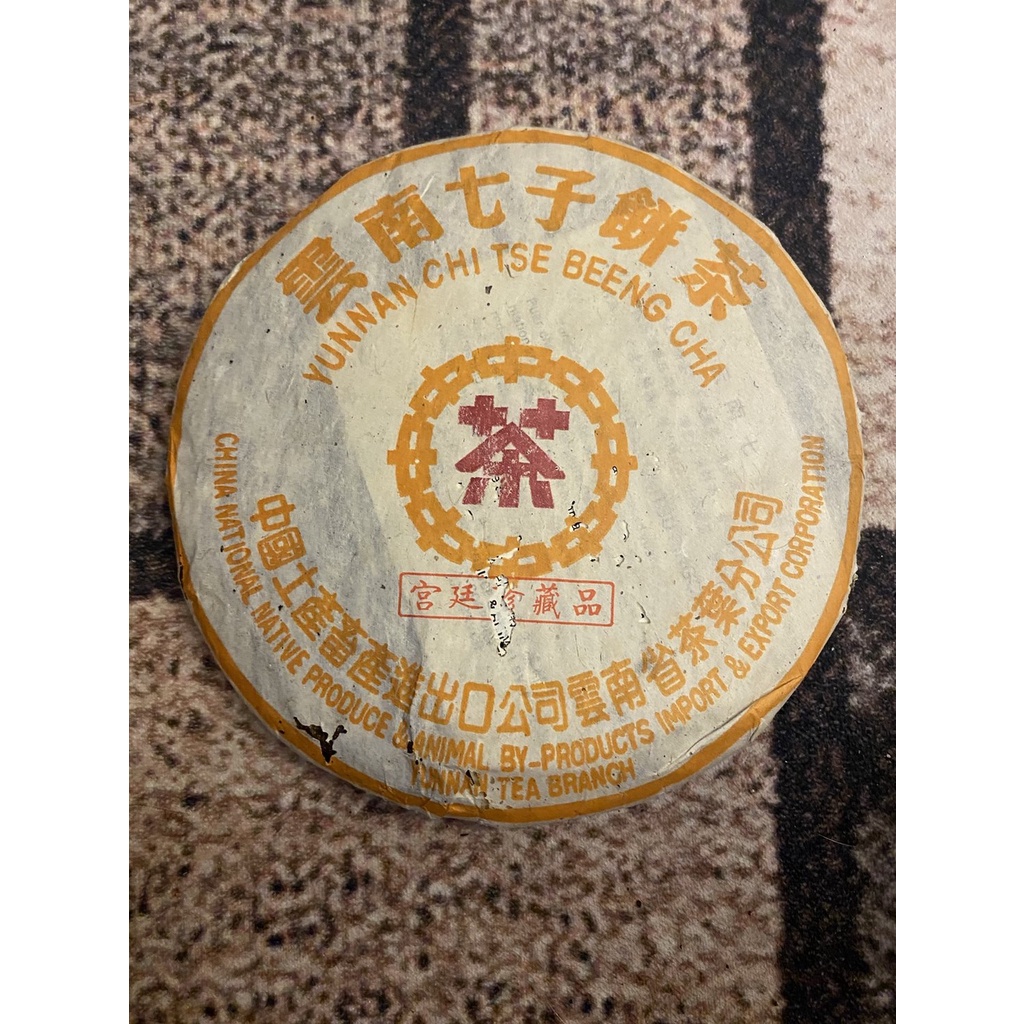 雲南七子餅茶
YUNNAN CHI TSE BEENG CHA
茶
宫廷珍藏品
中國土產畜產進出口公司雲南省茶葉分公司
CHINA NATIONAL NATIVE PRODUCE & ANIMAL BY-PRODUCTS IMPORT & EXPORT CORPORATION
YUNNAN TEA BRANCH